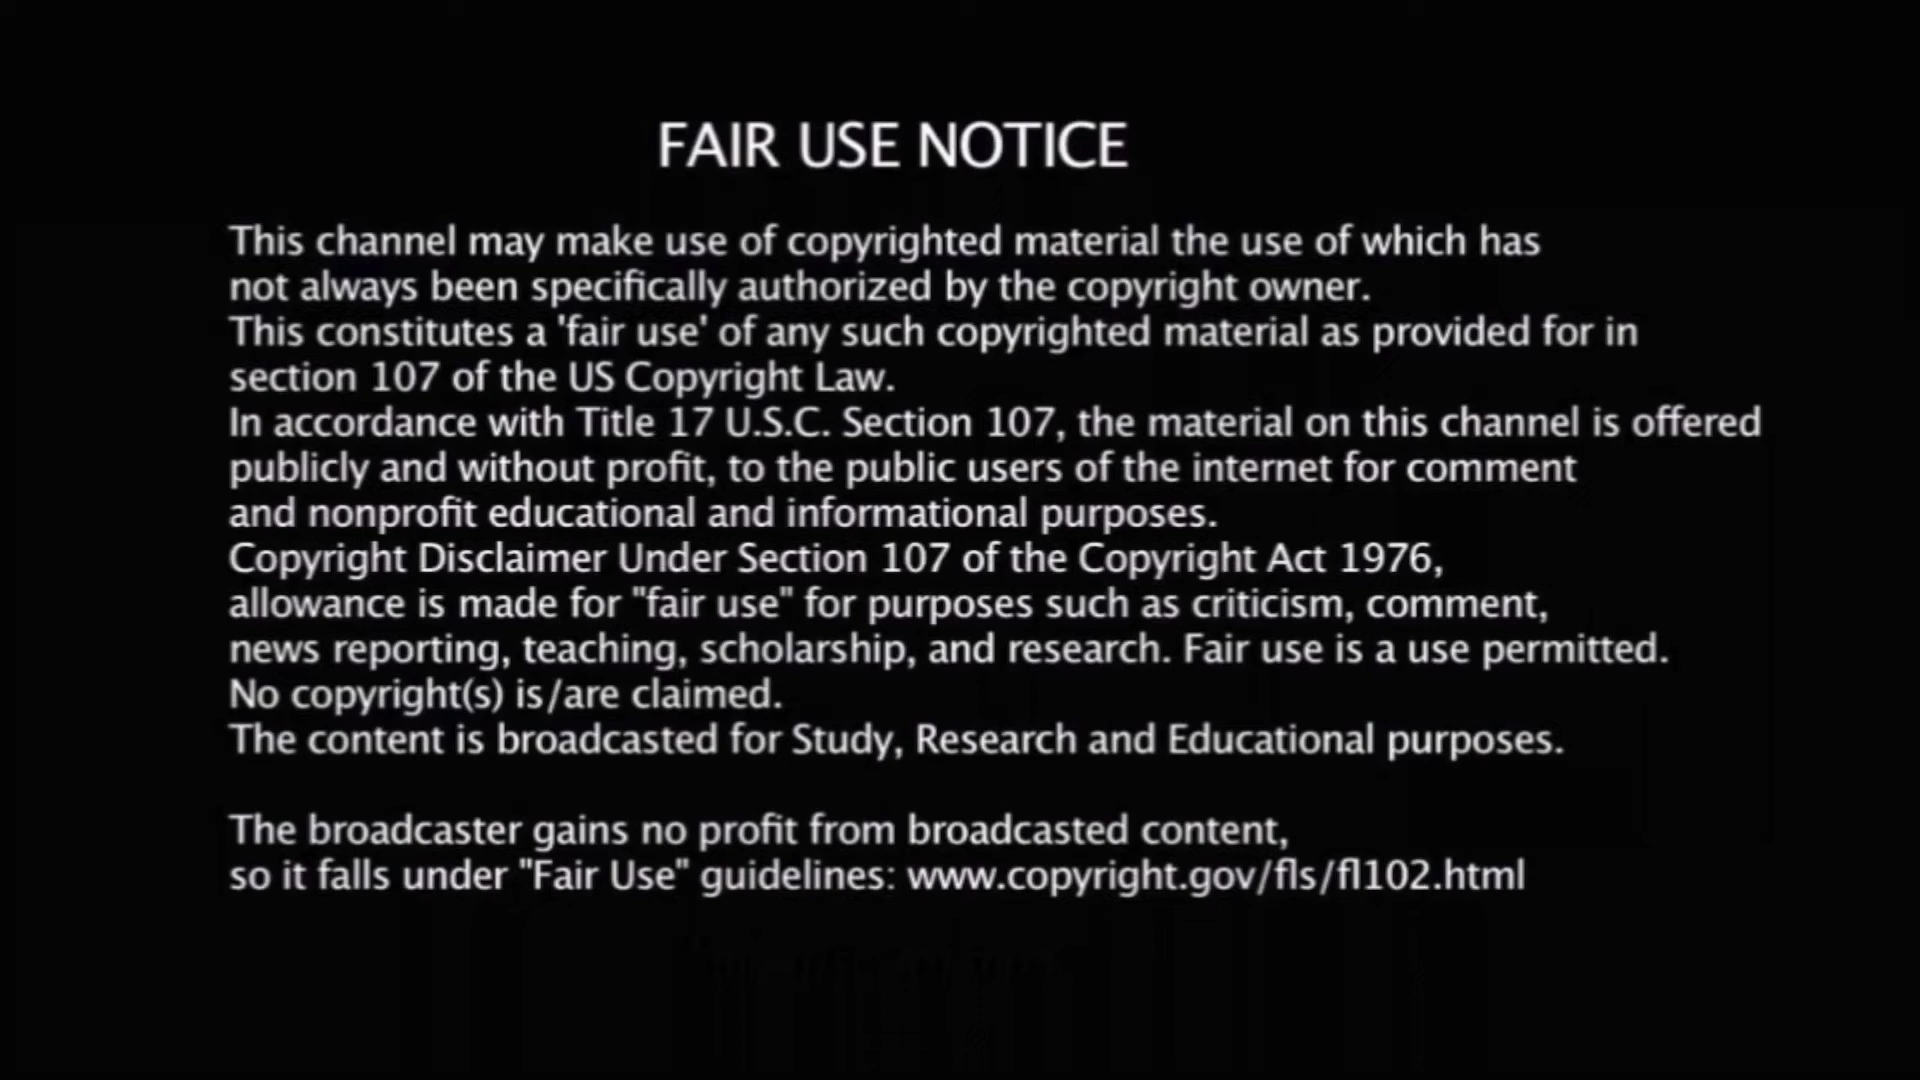 FAIR USE NOTICE
This channel may make use of copyrighted material the use of which has
not always been specifically authorized by the copyright owner.
This constitutes a 'fair use' of any such copyrighted material as provided for in
section 107 of the US Copyright Law.
In accordance with Title 17 U.S.C. Section 107, the material on this channel is offered
publicly and without profit, to the public users of the internet for comment
and nonprofit educational and informational purposes.
Copyright Disclaimer Under Section 107 of the Copyright Act 1976,
allowance is made for "fair use" for purposes such as criticism, comment,
news reporting, teaching, scholarship, and research. Fair use is a use permitted.
No copyright(s) is/are claimed.
The content is broadcasted for Study, Research and Educational purposes.
The broadcaster gains no profit from broadcasted content,
so it falls under "Fair Use" guidelines: www.copyright.gov/fls/fl102.html